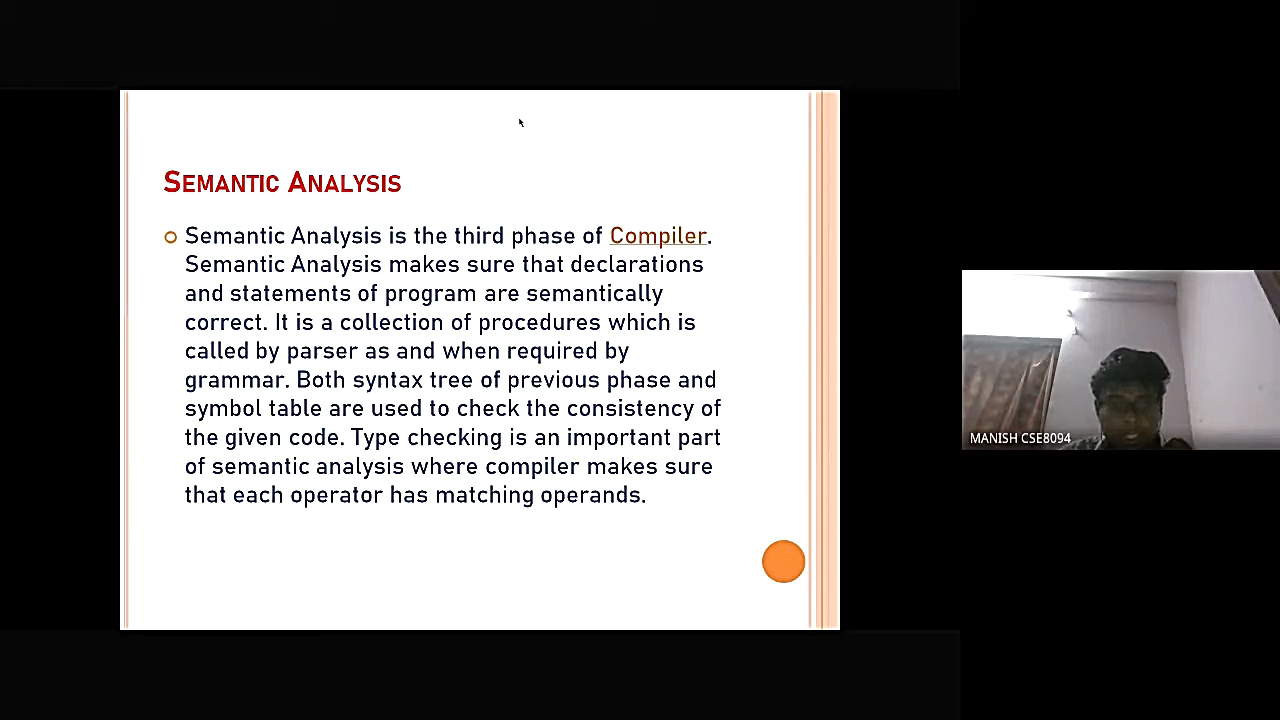 SEMANTIC ANALYSIS
Semantic Analysis is the third phase of Compiler.
Semantic Analysis makes sure that declarations
and statements of program are semantically
correct. It is a collection of procedures which is
called by parser as and when required by
grammar. Both syntax tree of previous phase and
symbol table are used to check the consistency of
the given code. Type checking is an important part
of semantic analysis where compiler makes sure
that each operator has matching operands.
MANISH CSE8094